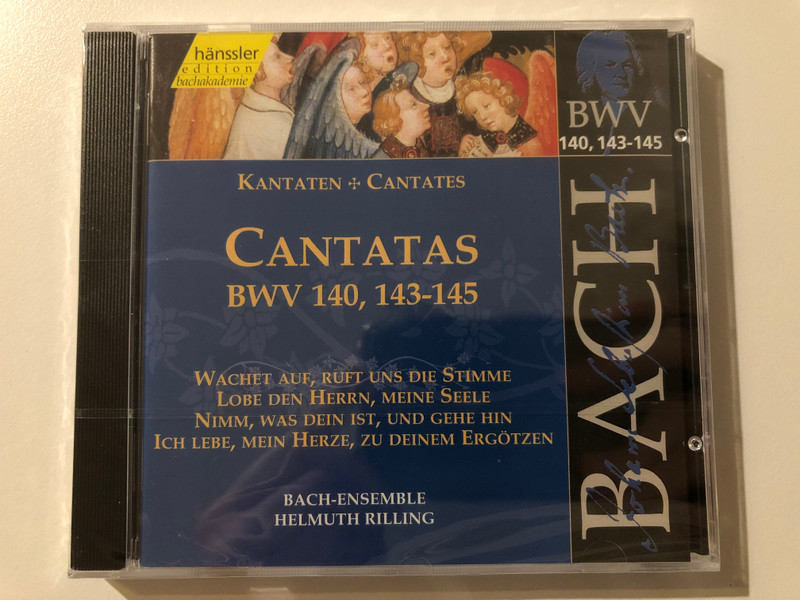 hänssler
edition
bachakademie
BWV
140, 143-145
KANTATEN ✢ CANTATES
CANTATAS
BWV 140, 143-145
WACHET AUF, RUFT UNS DIE STIMME
LOBE DEN HERRN, MEINE SEELE
NIMM, WAS DEIN IST, UND GEHE HIN
ICH LEBE, MEIN HERZE, ZU DEINEM ERGÖTZEN
BACH-ENSEMBLE
HELMUTH RILLING
BACH